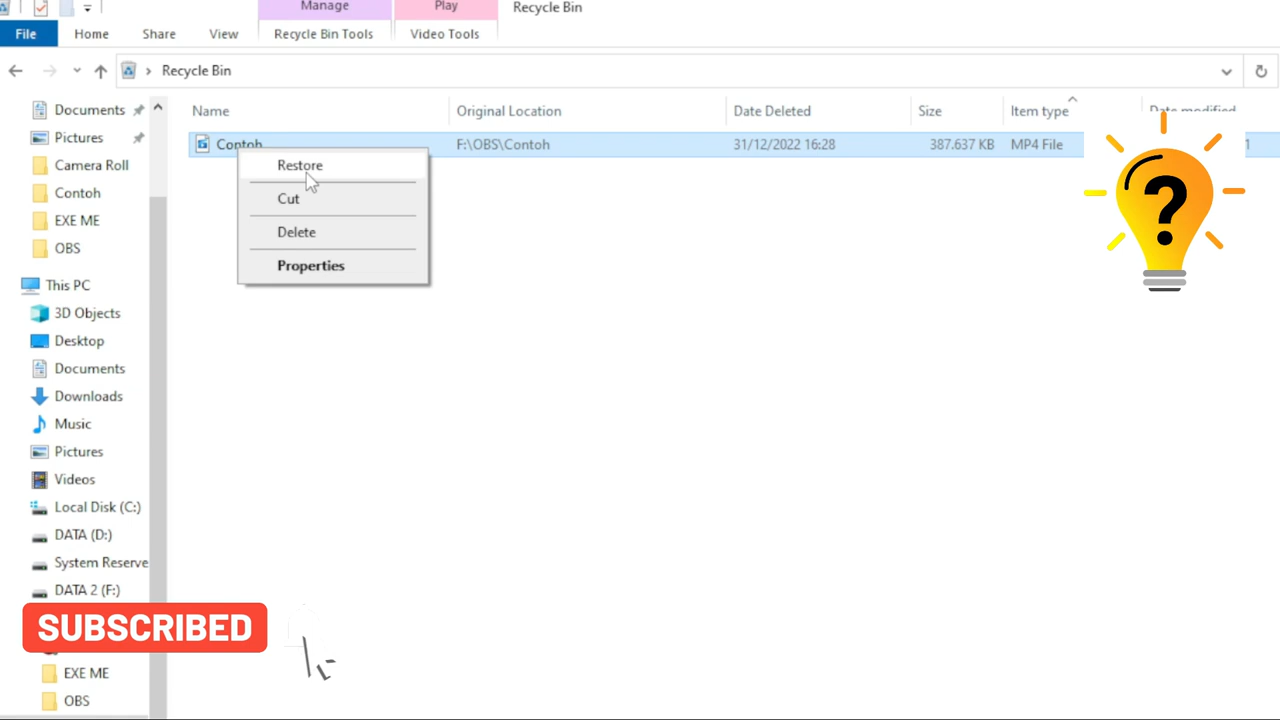 Manage Play Recycle Bin
File Home Share View Recycle Bin Tools Video Tools
Recycle Bin
Name Original Location Date Deleted Size Item type Date modified
Contoh F:\OBS\Contoh 31/12/2022 16:28 387.637 KB MP4 File 1
Restore
Cut
Delete
Properties
Documents
Pictures
Camera Roll
Contoh
EXE ME
OBS
This PC
3D Objects
Desktop
Documents
Downloads
Music
Pictures
Videos
Local Disk (C:)
DATA (D:)
System Reserve
DATA 2 (F:)
SUBSCRIBED
EXE ME
OBS
?